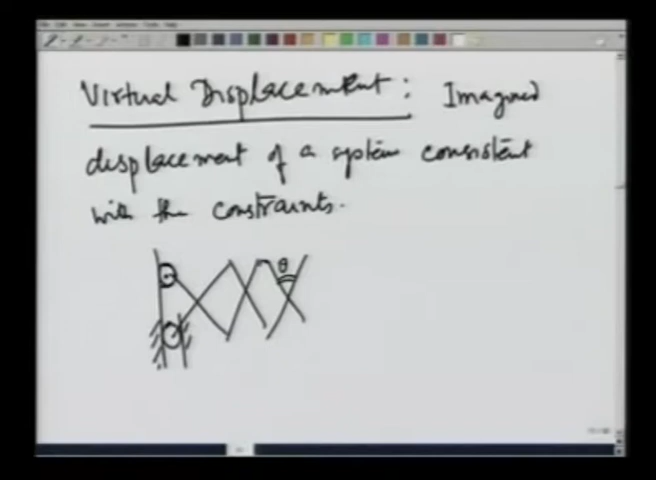 Virtual Displacement : Imagined
displacement of a system consistent
with the constraints.
θ